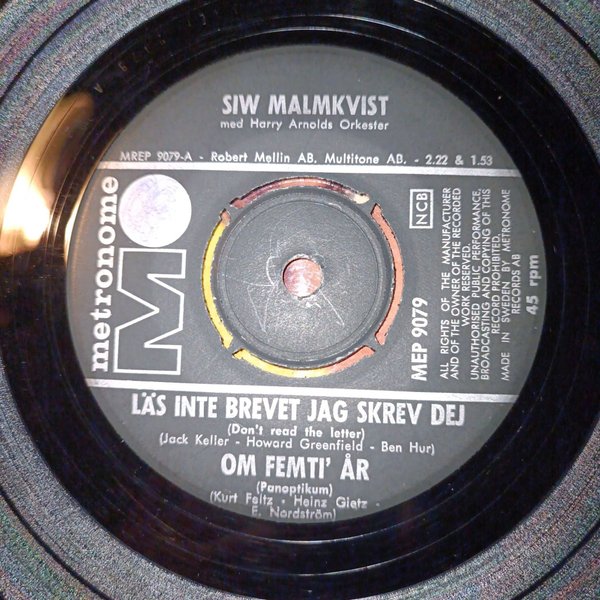 SIW MALMKVIST
med Harry Arnolds Orkester
MREP 9079-A - Robert Mellin AB. Multitone AB. - 2.22 & 1.53
metronome
M
NCB
MEP 9079
ALL RIGHTS OF THE MANUFACTURER
AND OF THE OWNER OF THE RECORDED
WORK RESERVED.
UNAUTHORISED PUBLIC PERFORMANCE,
BROADCASTING AND COPYING OF THIS
RECORD PROHIBITED,
MADE IN SWEDEN BY METRONOME
RECORDS AB
45 rpm
LÄS INTE BREVET JAG SKREV DEJ
(Don't read the letter)
(Jack Keller - Howard Greenfield - Ben Hur)
OM FEMTI' ÅR
(Panoptikum)
(Kurt Feltz - Heinz Gietz -
F. Nordström)